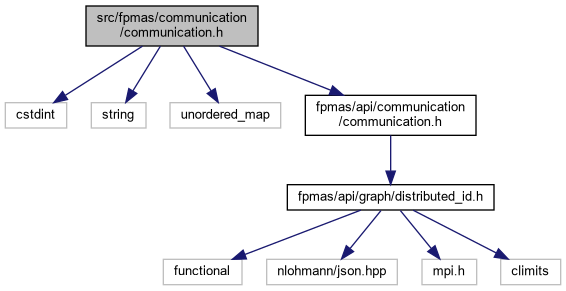 src/fpmas/communication
/communication.h
cstdint
string
unordered_map
fpmas/api/communication
/communication.h
fpmas/api/graph/distributed_id.h
functional
nlohmann/json.hpp
mpi.h
climits